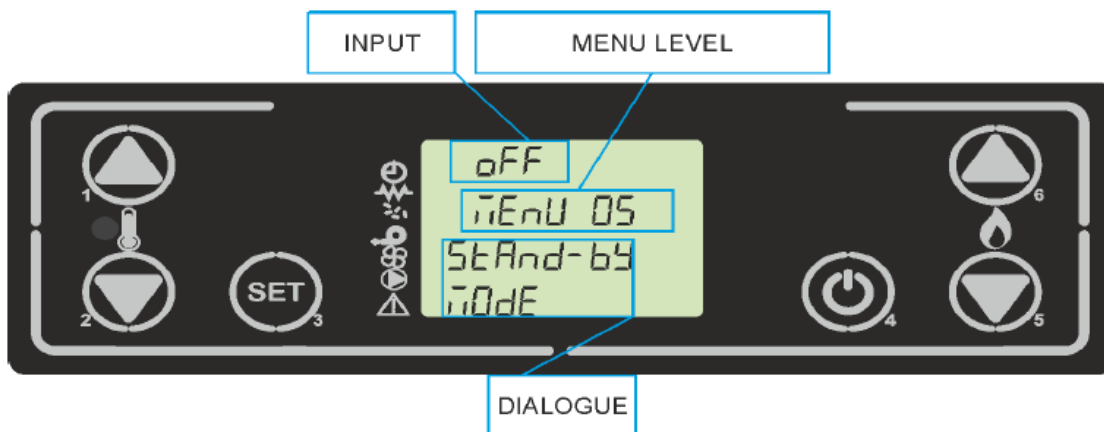 INPUT
MENU LEVEL
oFF
MEnU 05
1
6
StAnd-bY
MOdE
2
SET
3
4
5
DIALOGUE